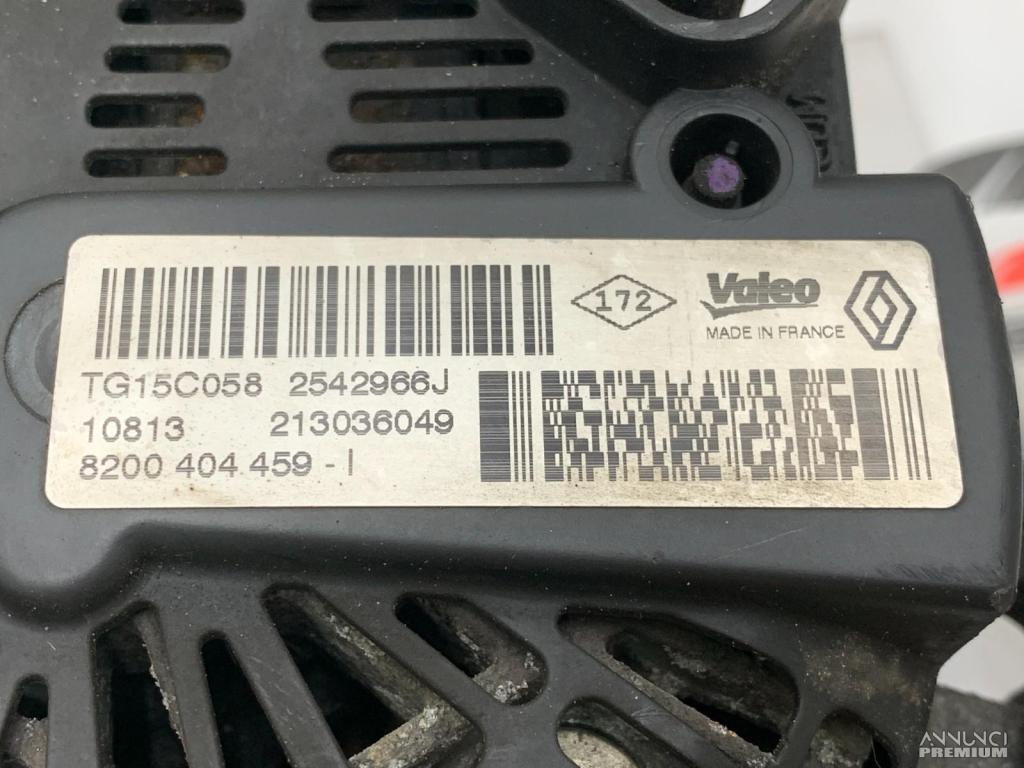 172
Valeo
MADE IN FRANCE
TG15C058 2542966J
10813 213036049
8200 404 459 - I
ANNUNCI
PREMIUM